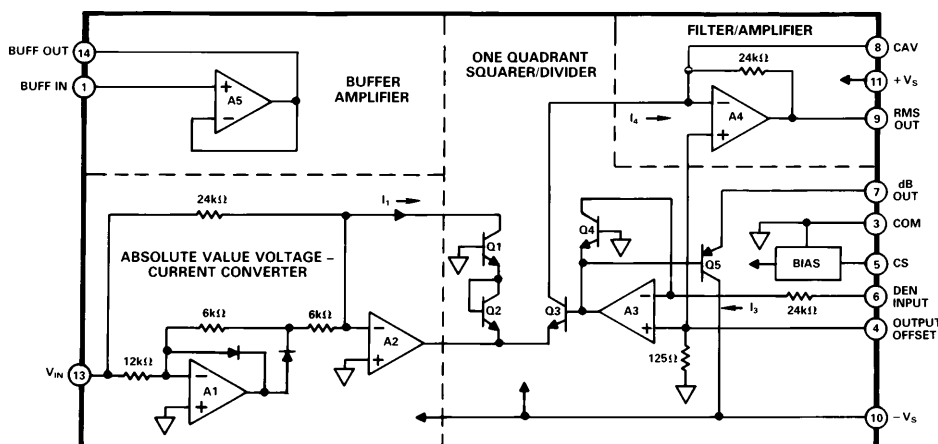 BUFF OUT 14
BUFF IN 1
+
−
A5
BUFFER
AMPLIFIER
ONE QUADRANT
SQUARER/DIVIDER
FILTER/AMPLIFIER
24kΩ
I4
−
+
A4
8 CAV
11 +VS
9 RMS
OUT
7 dB
OUT
3 COM
BIAS
5 CS
6 DEN
INPUT
24kΩ
I3
4 OUTPUT
OFFSET
24kΩ
I1
ABSOLUTE VALUE VOLTAGE –
CURRENT CONVERTER
6kΩ
6kΩ
12kΩ
VIN 13
−
+
A1
−
+
A2
Q1
Q2
Q3
Q4
Q5
A3
−
+
125Ω
10 −VS